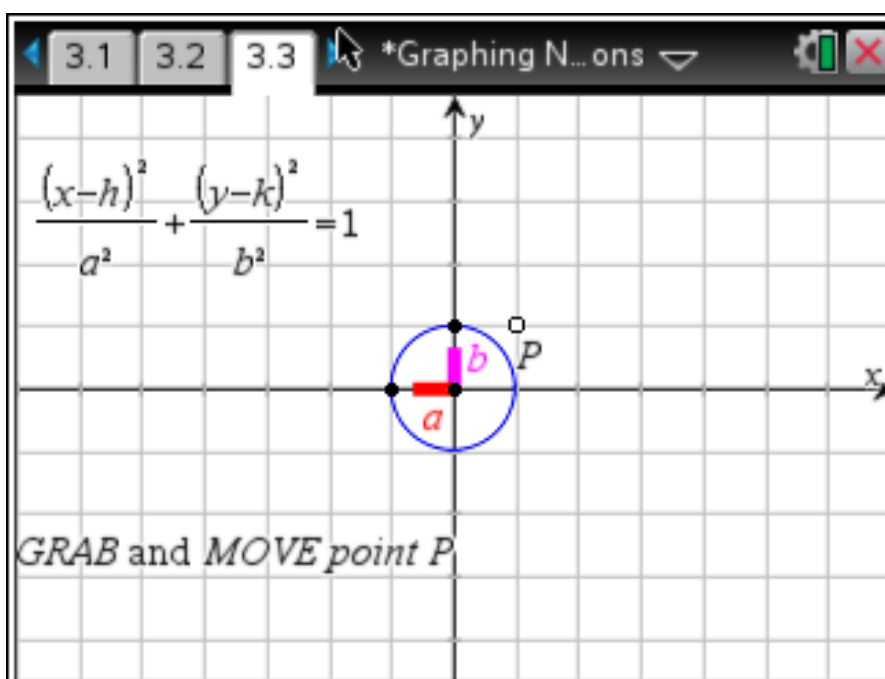 3.1 3.2 3.3 *Graphing N...ons
y
(x-h)²/a² + (y-k)²/b² =1
b P
x
a
GRAB and MOVE point P